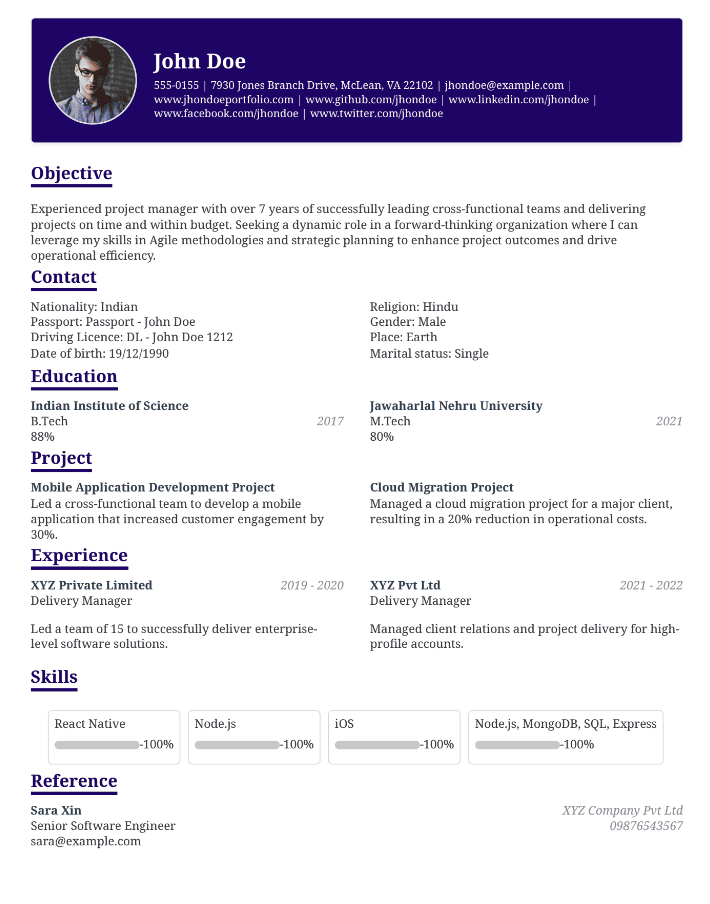 John Doe
555-0155 | 7930 Jones Branch Drive, McLean, VA 22102 | jhondoe@example.com |
www.jhondoeportfolio.com | www.github.com/jhondoe | www.linkedin.com/jhondoe |
www.facebook.com/jhondoe | www.twitter.com/jhondoe
Objective
Experienced project manager with over 7 years of successfully leading cross-functional teams and delivering
projects on time and within budget. Seeking a dynamic role in a forward-thinking organization where I can
leverage my skills in Agile methodologies and strategic planning to enhance project outcomes and drive
operational efficiency.
Contact
Nationality: Indian
Passport: Passport - John Doe
Driving Licence: DL - John Doe 1212
Date of birth: 19/12/1990
Religion: Hindu
Gender: Male
Place: Earth
Marital status: Single
Education
Indian Institute of Science
B.Tech 2017
88%
Jawaharlal Nehru University
M.Tech 2021
80%
Project
Mobile Application Development Project
Led a cross-functional team to develop a mobile
application that increased customer engagement by
30%.
Cloud Migration Project
Managed a cloud migration project for a major client,
resulting in a 20% reduction in operational costs.
Experience
XYZ Private Limited 2019 - 2020
Delivery Manager
Led a team of 15 to successfully deliver enterprise-
level software solutions.
XYZ Pvt Ltd 2021 - 2022
Delivery Manager
Managed client relations and project delivery for high-
profile accounts.
Skills
React Native
-100%
Node.js
-100%
iOS
-100%
Node.js, MongoDB, SQL, Express
-100%
Reference
Sara Xin
Senior Software Engineer
sara@example.com
XYZ Company Pvt Ltd
09876543567